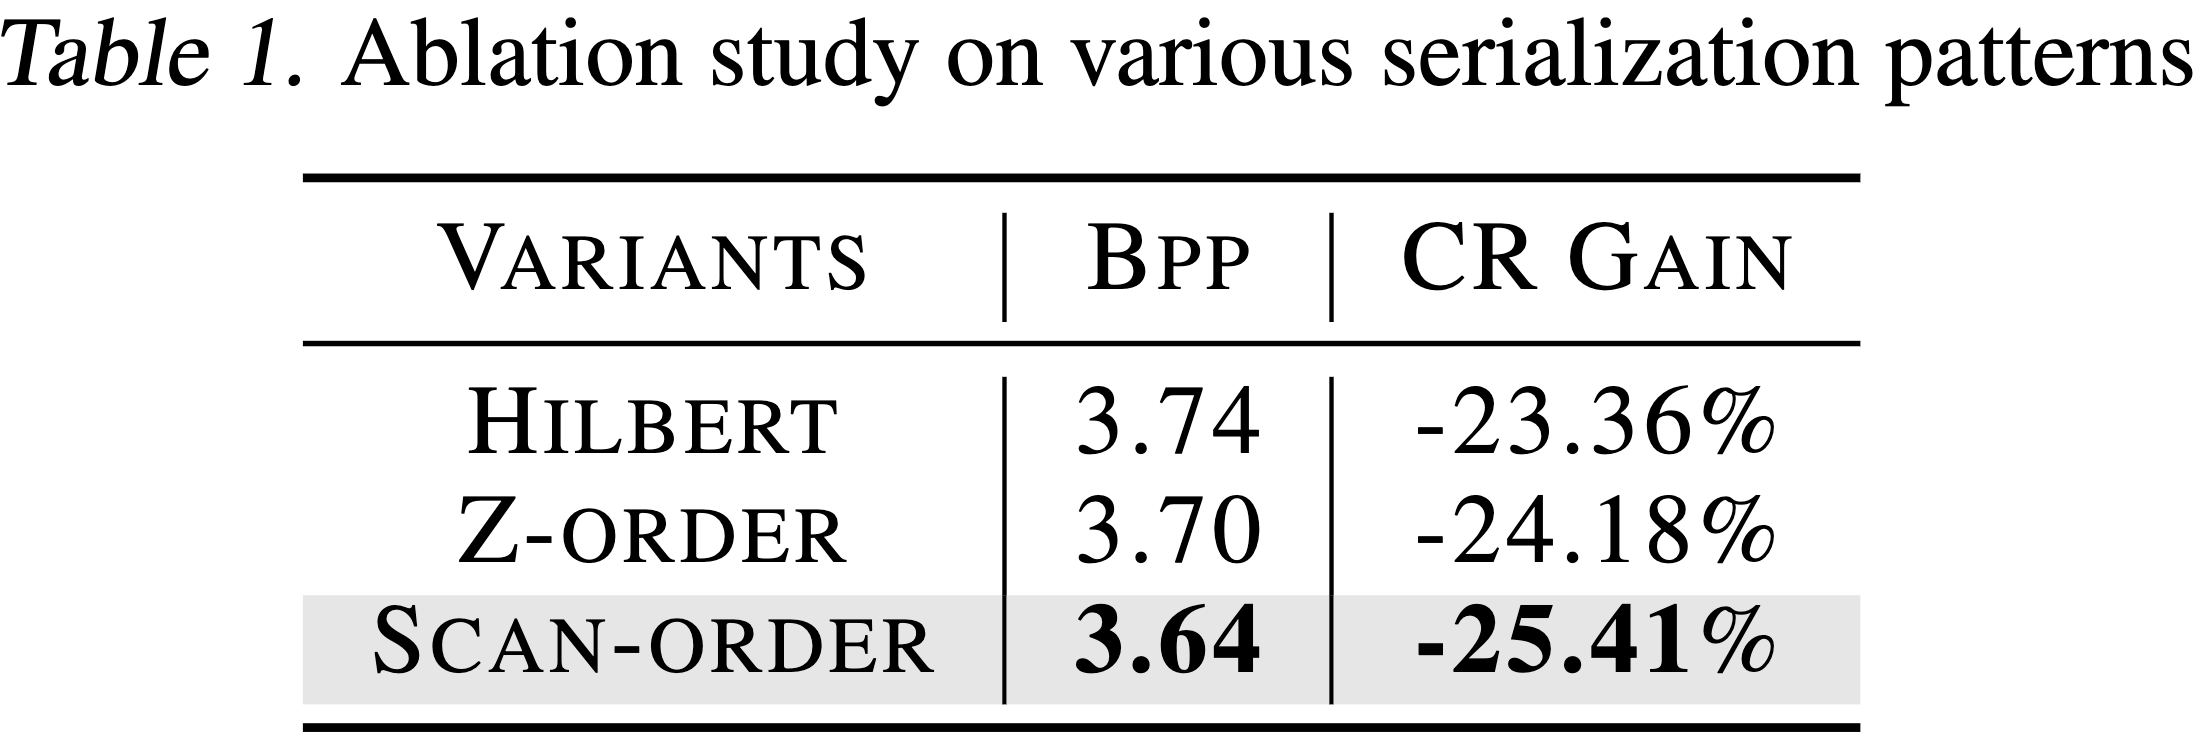 Table 1. Ablation study on various serialization patterns
VARIANTS BPP CR GAIN
HILBERT 3.74 -23.36%
Z-ORDER 3.70 -24.18%
SCAN-ORDER 3.64 -25.41%